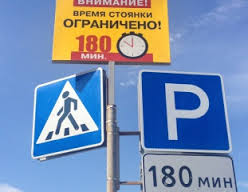 ВНИМАНИЕ!
ВРЕМЯ СТОЯНКИ
ОГРАНИЧЕНО!
180
МИН.
P
180 мин